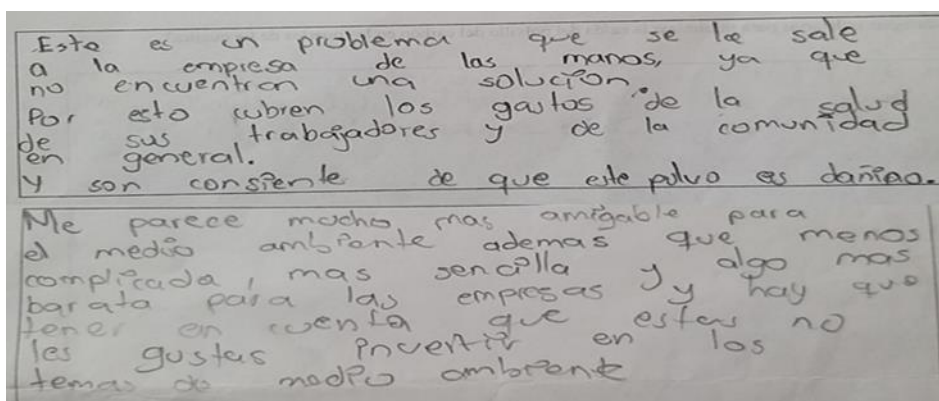 Esto es un problema que se le sale
a la empresa de las manos, ya que
no encuentran una solución.
Por esto cubren los gastos de la salud
de sus trabajadores y de la comunidad
en general.
Y son consiente de que este polvo es dañino.
Me parece mucho mas amigable para
el medio ambiente ademas que menos
complicada, mas sencilla y algo mas
barata para las empresas y hay que
tener en cuenta que estas no
les gustas invertir en los
temas de medio ambiente